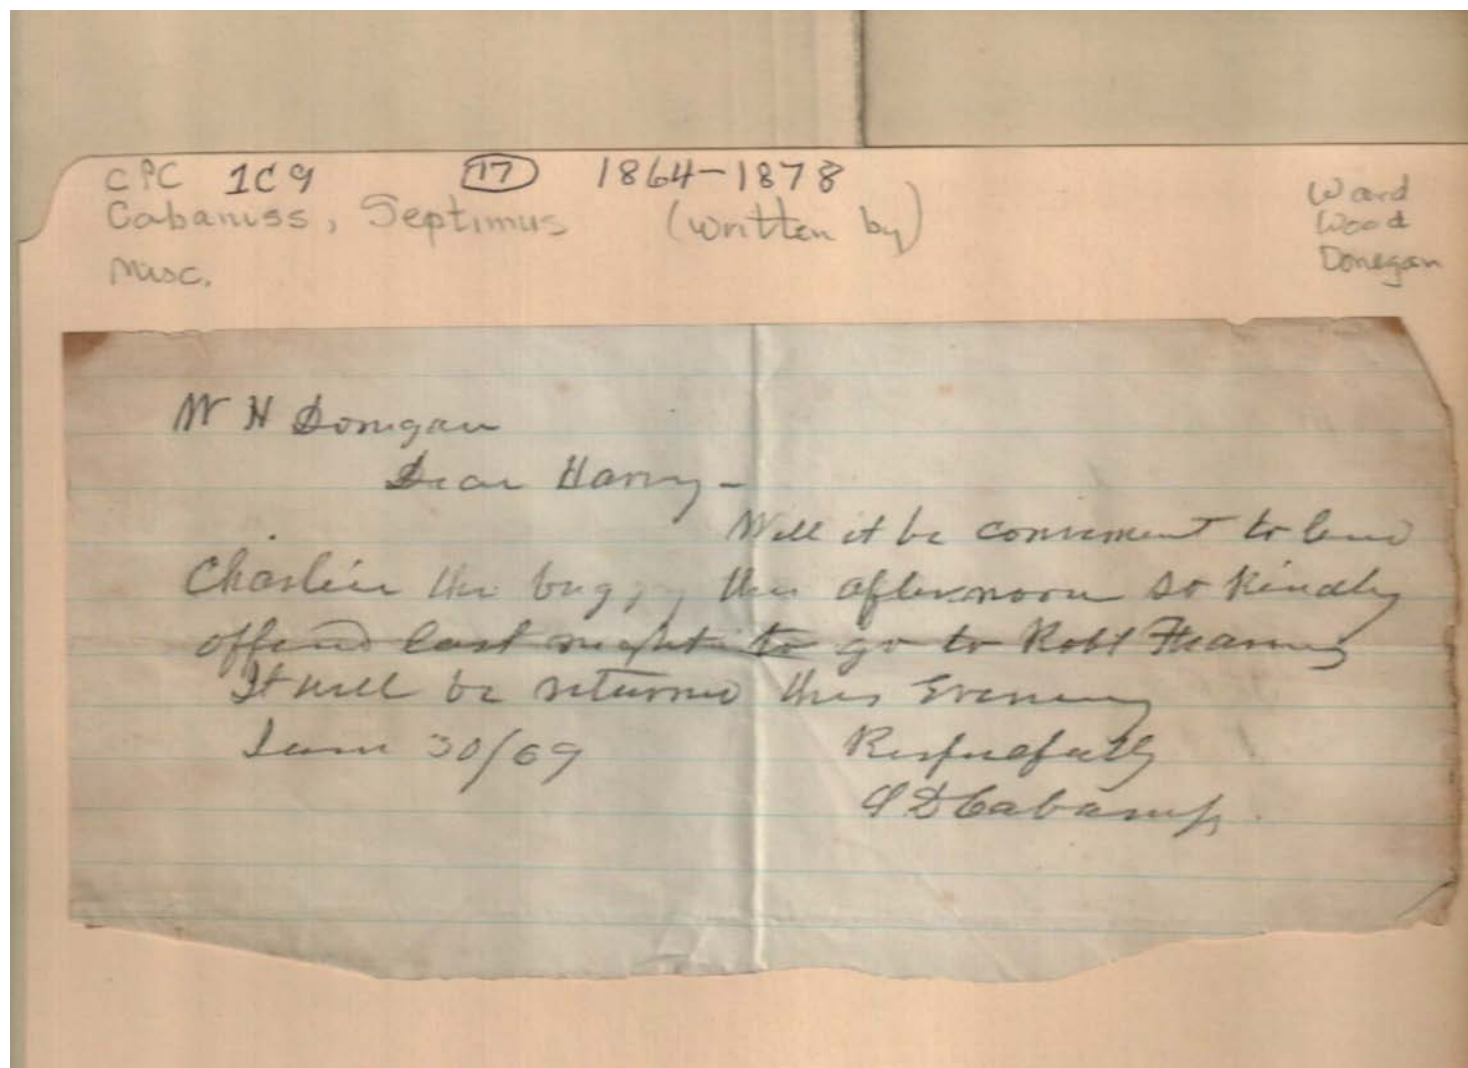 CPC 1C9 17 1864-1878
Cabaniss, Septimus (written by)
Misc.
Ward
Wood
Donegan
W H Donegan
Dear Harvy -
Will it be convenient to lend
Charlie the buggy this afternoon so kindly
offered last night to go to Robt Fearns
It will be returned this Evening
June 30/69 Respectfully
S D Cabaniss